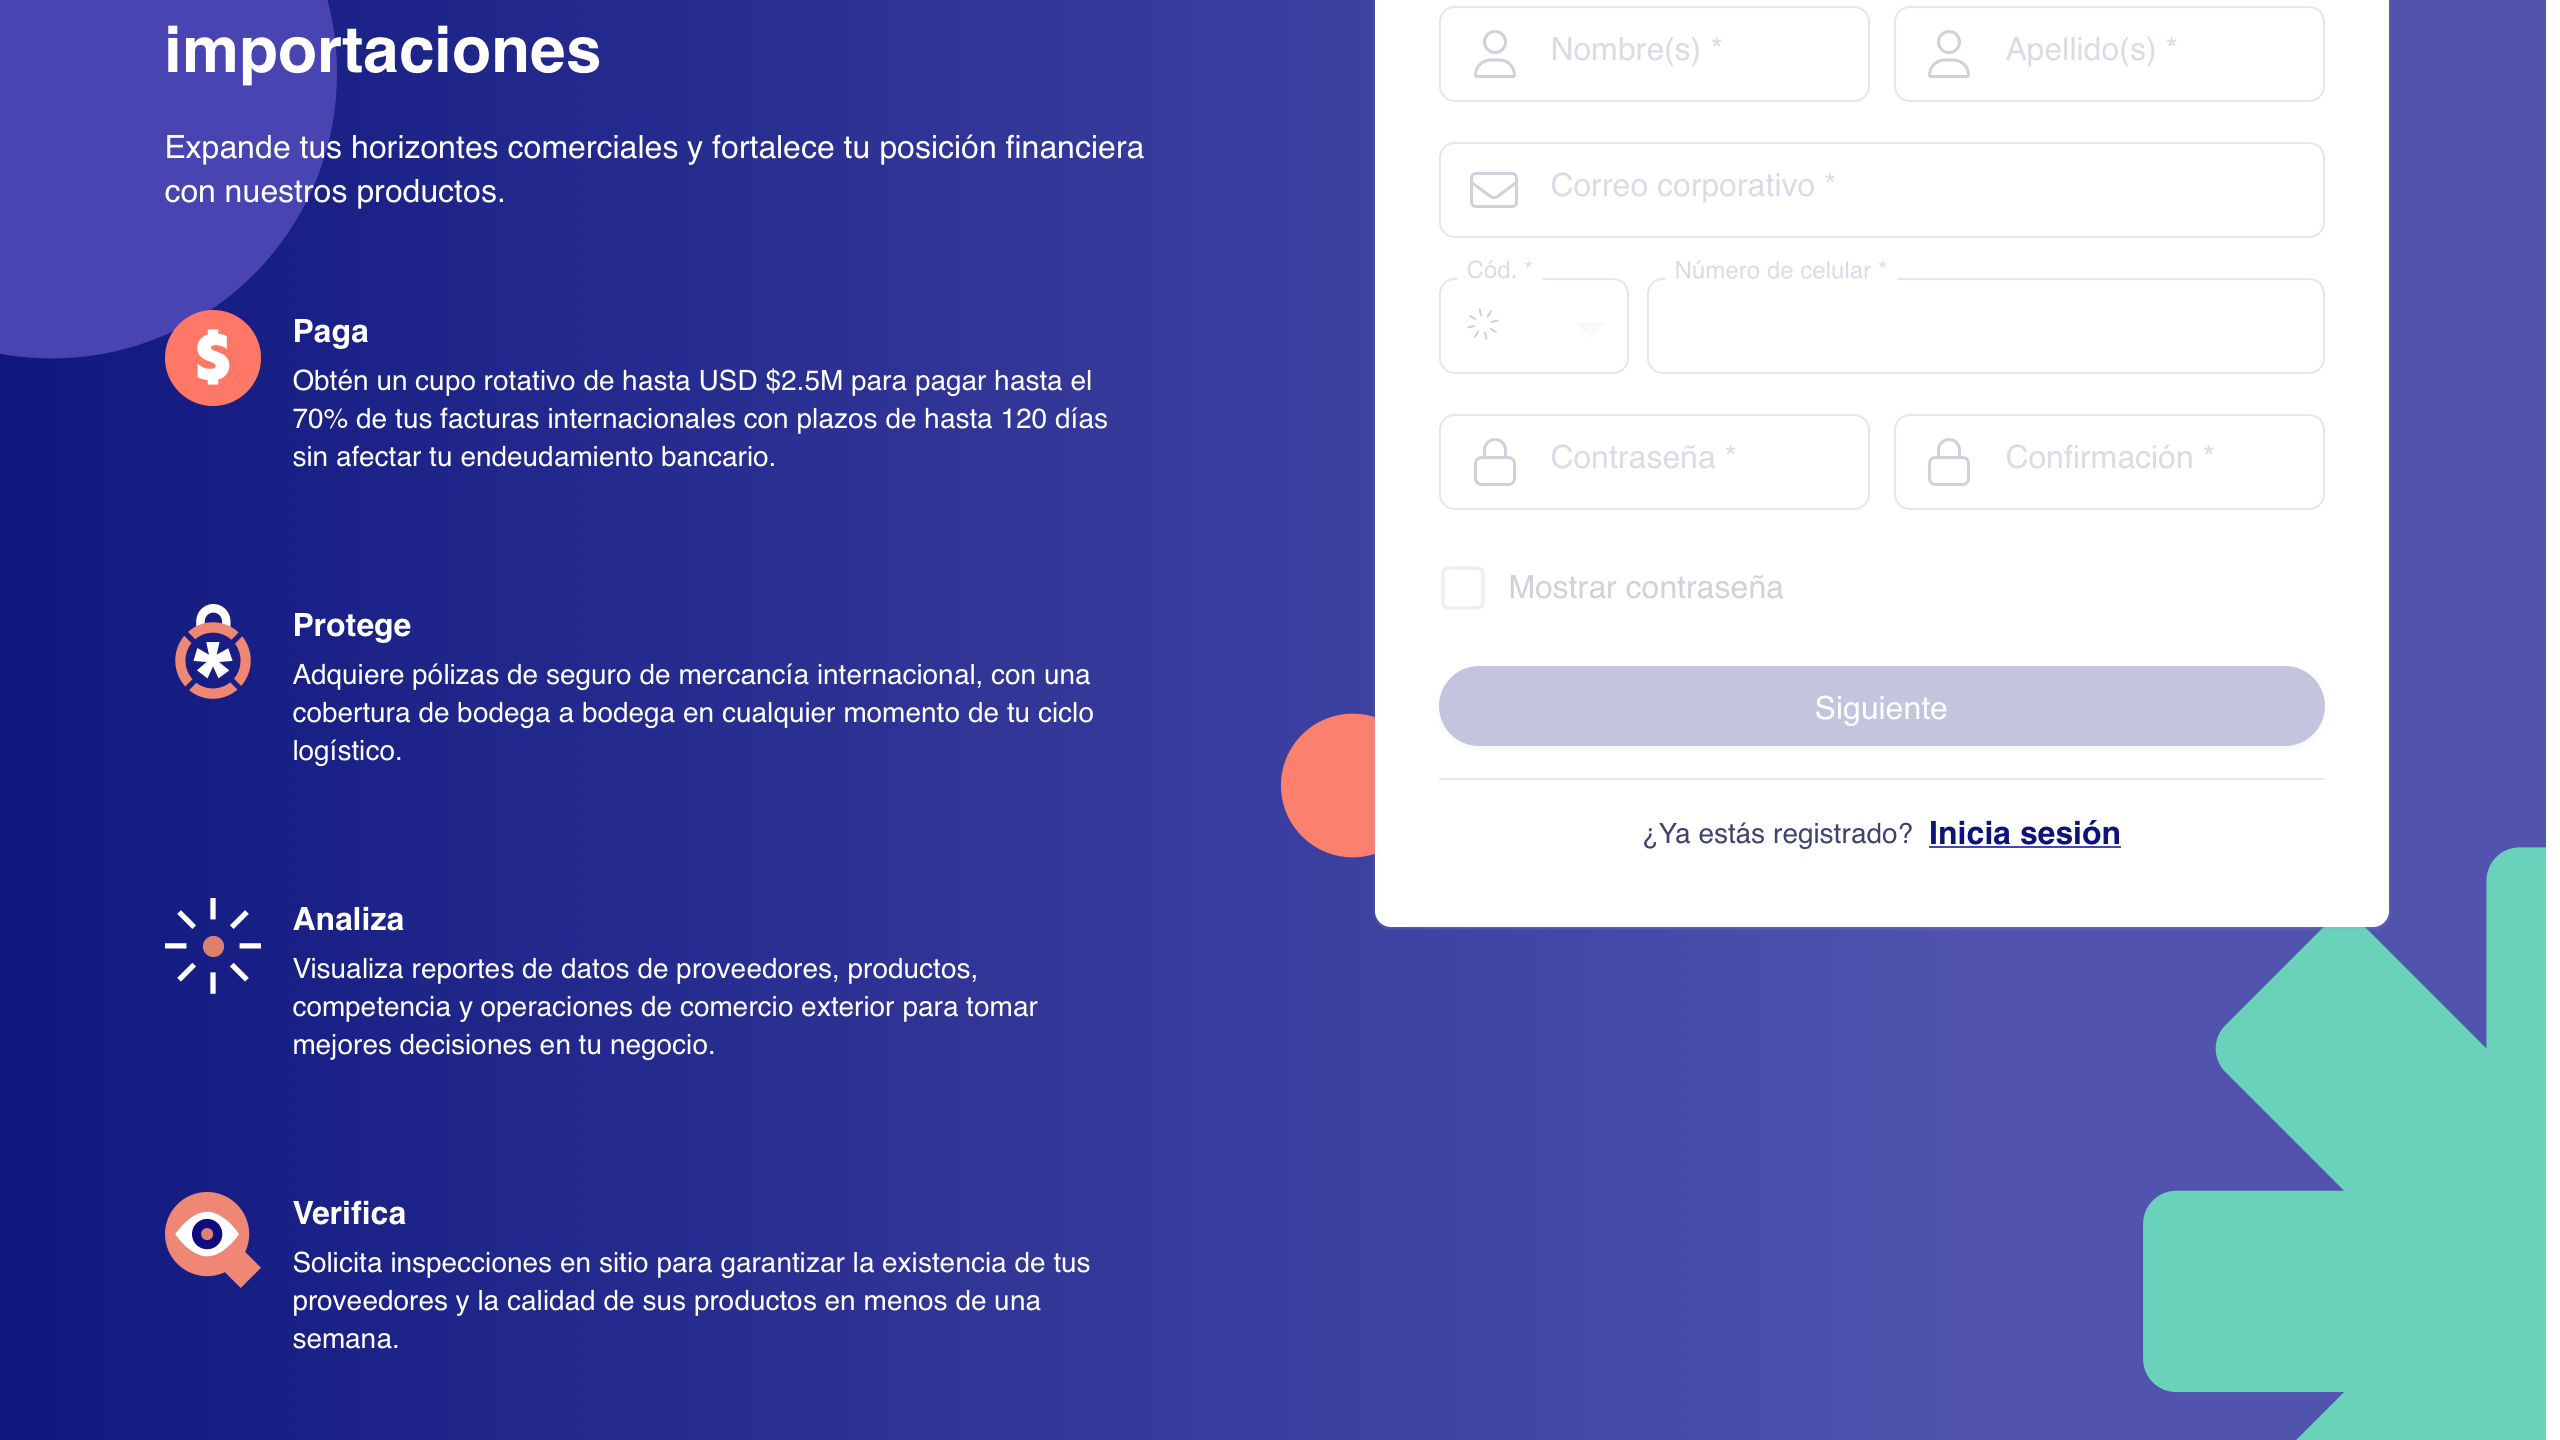 importaciones
Expande tus horizontes comerciales y fortalece tu posición financiera
con nuestros productos.
Paga
Obtén un cupo rotativo de hasta USD $2.5M para pagar hasta el
70% de tus facturas internacionales con plazos de hasta 120 días
sin afectar tu endeudamiento bancario.
Protege
Adquiere pólizas de seguro de mercancía internacional, con una
cobertura de bodega a bodega en cualquier momento de tu ciclo
logístico.
Analiza
Visualiza reportes de datos de proveedores, productos,
competencia y operaciones de comercio exterior para tomar
mejores decisiones en tu negocio.
Verifica
Solicita inspecciones en sitio para garantizar la existencia de tus
proveedores y la calidad de sus productos en menos de una
semana.
Nombre(s) *
Apellido(s) *
Correo corporativo *
Cód. *
Número de celular *
Contraseña *
Confirmación *
Mostrar contraseña
Siguiente
¿Ya estás registrado? Inicia sesión